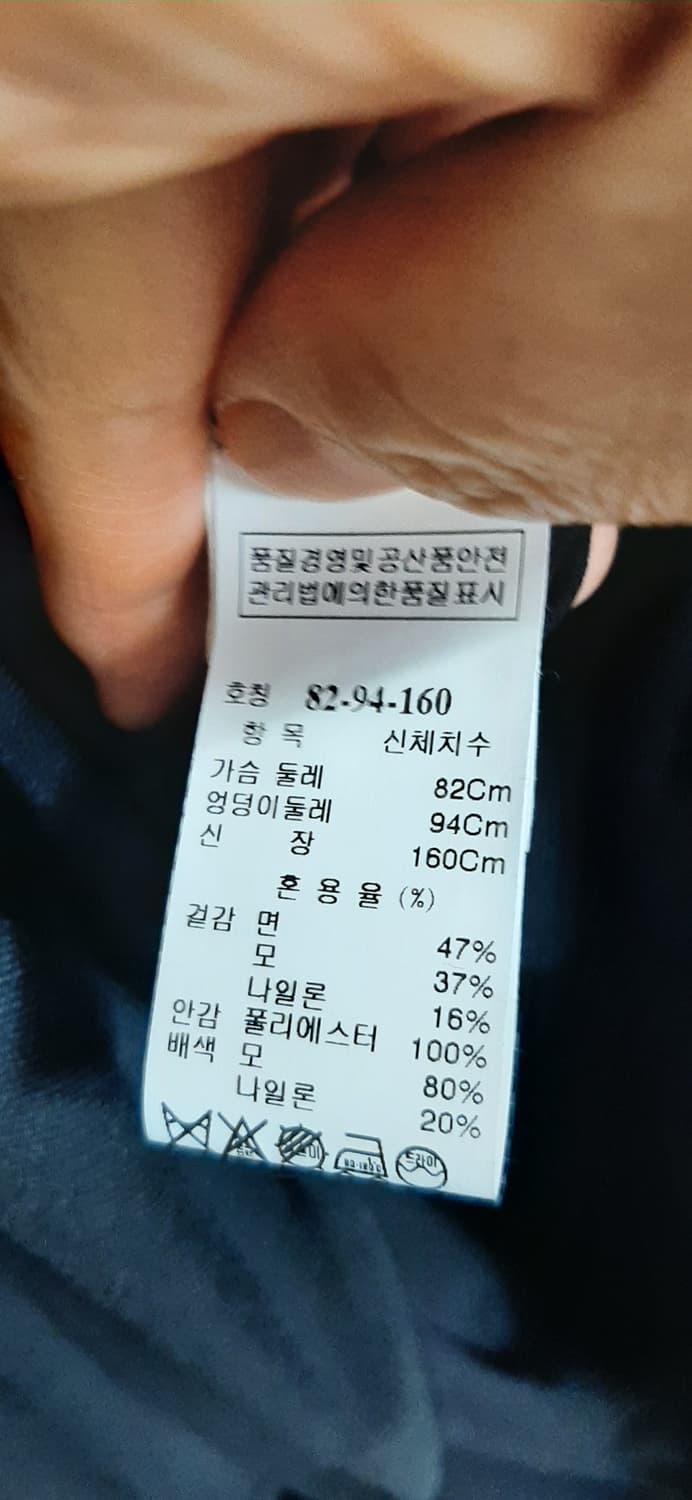 품질경영및공산품안전
관리법에의한품질표시
호칭 82-94-160
항 목 신체치수
가슴 둘레 82Cm
엉덩이둘레 94Cm
신 장 160Cm
혼 용 율 (%)
겉감 면 47%
모 37%
나일론 16%
안감 폴리에스터 100%
배색 모 80%
나일론 20%
드라이